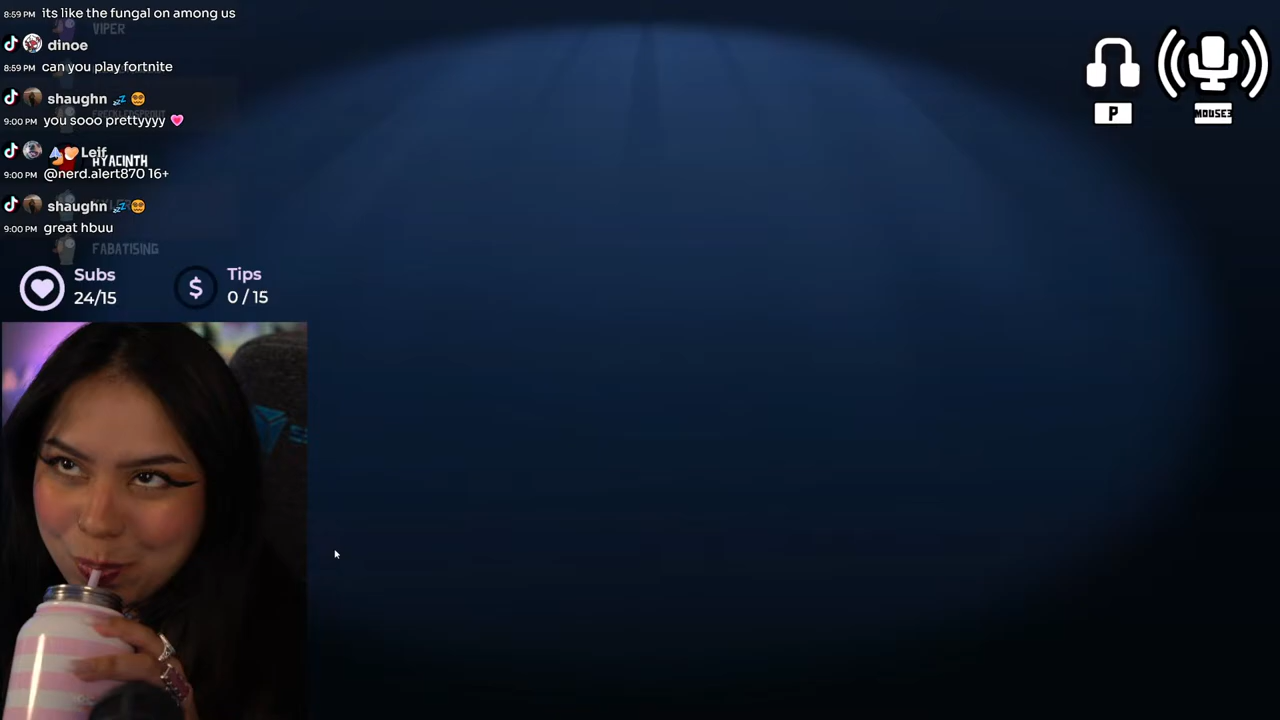 8:59 PM its like the fungal on among us
VIPER
dinoe
8:59 PM can you play fortnite
shaughn
9:00 PM you sooo prettyyyy
Leif
HYACINTH
9:00 PM @nerd.alert870 16+
shaughn
9:00 PM great hbuu
FABATISING
Subs
24/15
Tips
0 / 15
P
MOUSE3